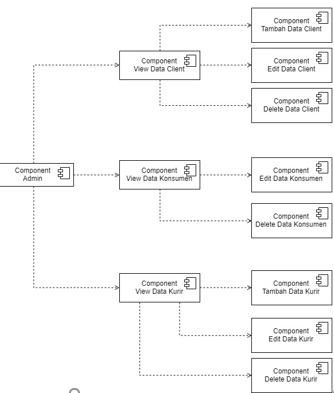 Component
Tambah Data Client
Component
View Data Client
Component
Edit Data Client
Component
Delete Data Client
Component
Admin
Component
View Data Konsumen
Component
Edit Data Konsumen
Component
Delete Data Konsumen
Component
View Data Kurir
Component
Tambah Data Kurir
Component
Edit Data Kurir
Component
Delete Data Kurir